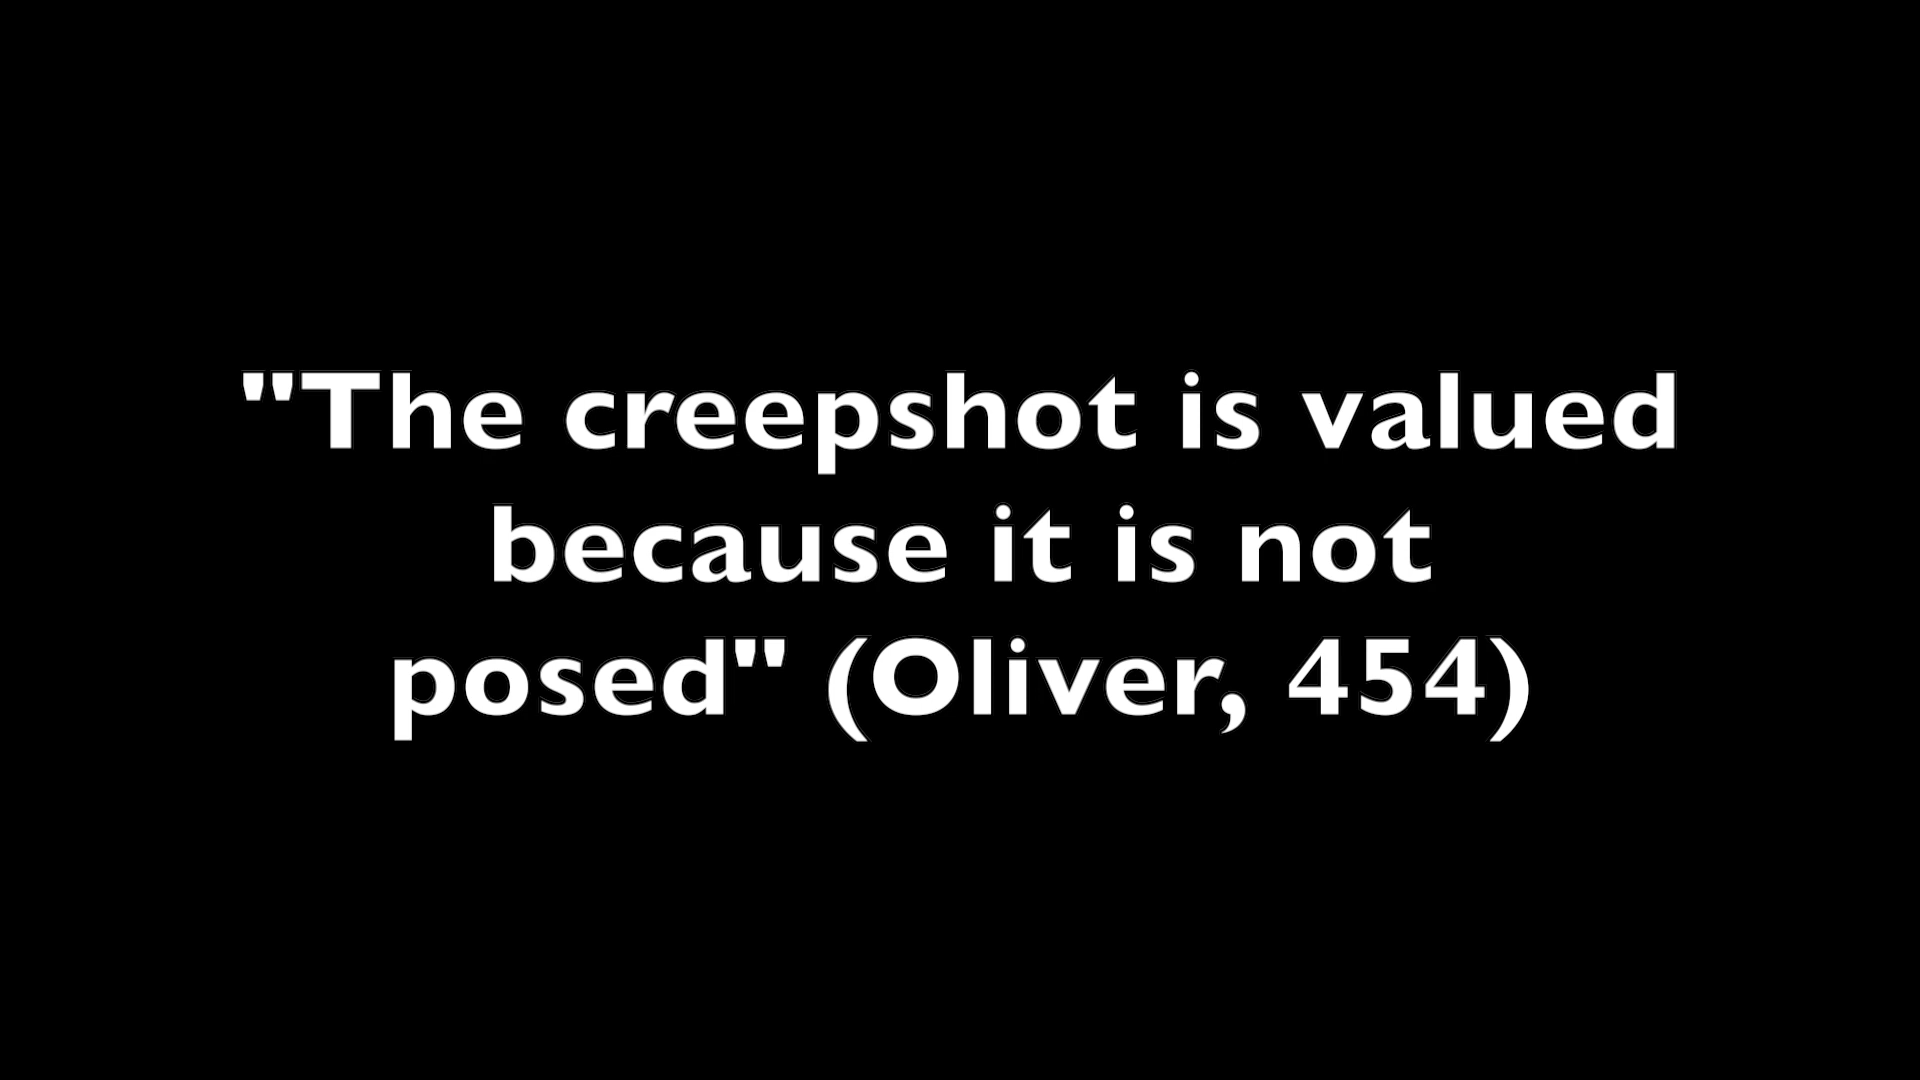 "The creepshot is valued
because it is not
posed" (Oliver, 454)